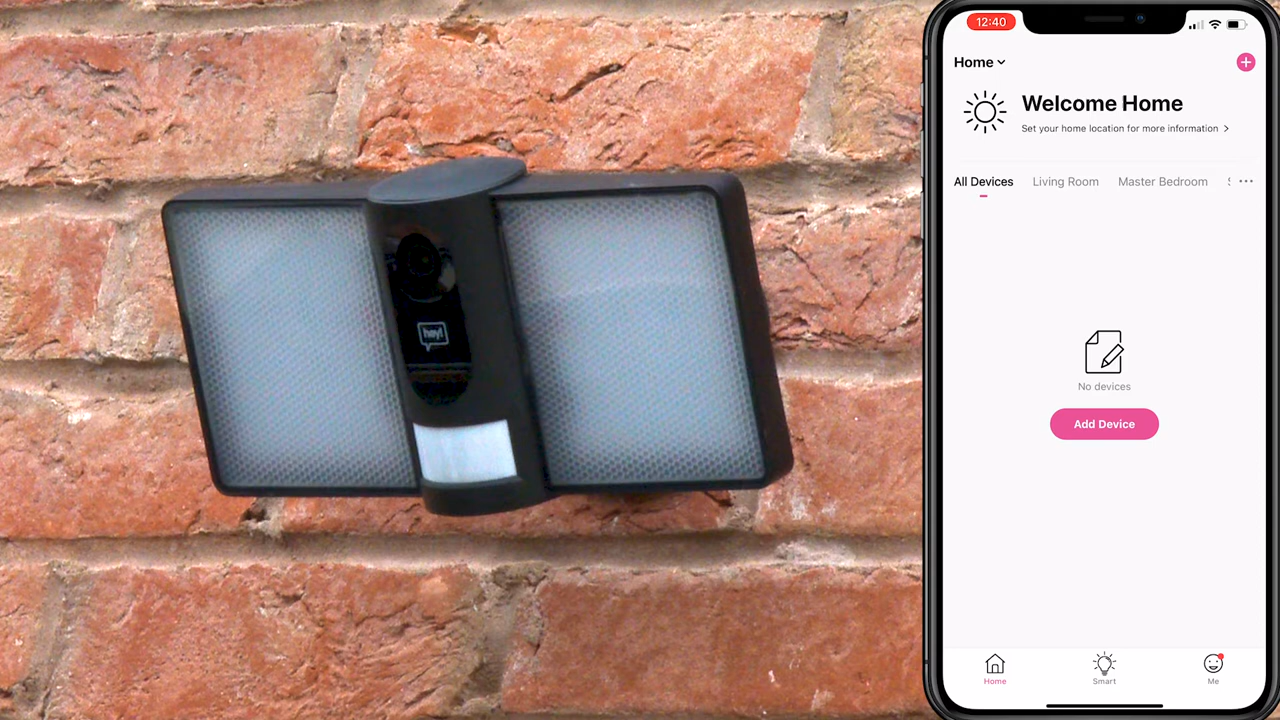 hey!
12:40
Home
Welcome Home
Set your home location for more information
All Devices Living Room Master Bedroom
No devices
Add Device
Home Smart Me